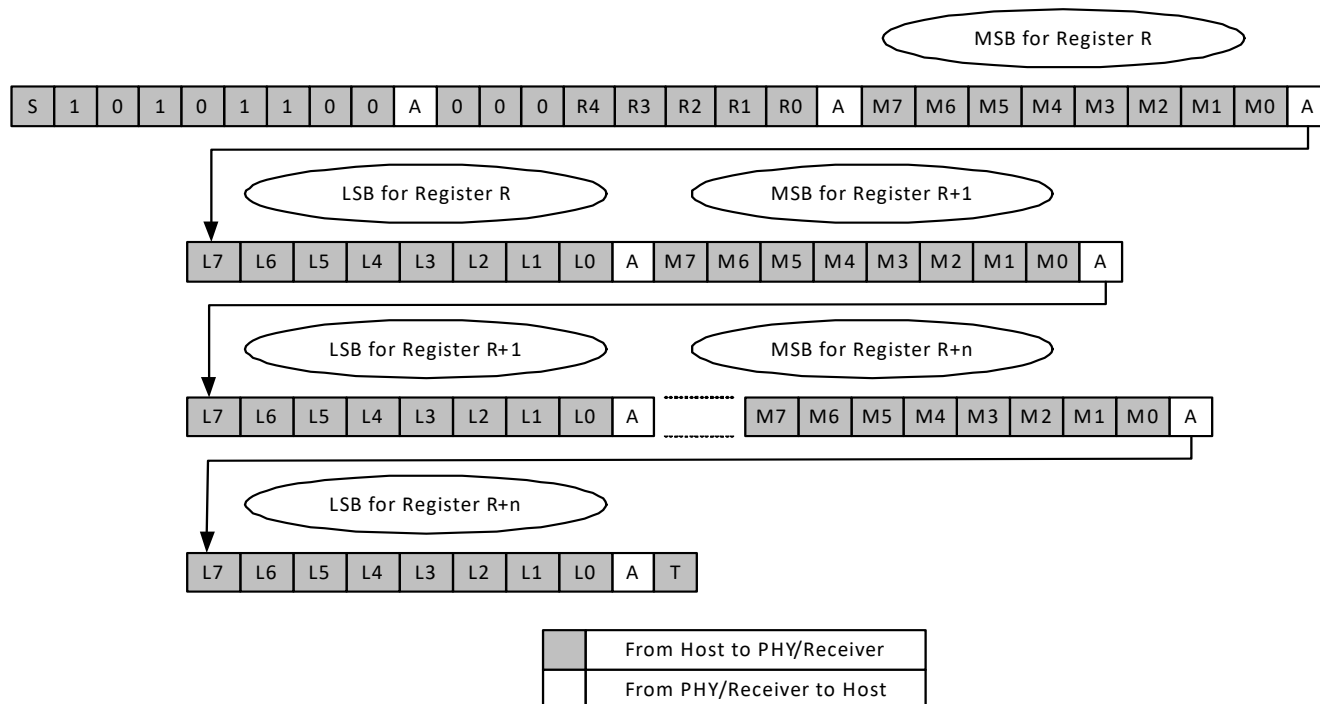 MSB for Register R
S 1 0 1 0 1 1 0 0 A 0 0 0 R4 R3 R2 R1 R0 A M7 M6 M5 M4 M3 M2 M1 M0 A
LSB for Register R MSB for Register R+1
L7 L6 L5 L4 L3 L2 L1 L0 A M7 M6 M5 M4 M3 M2 M1 M0 A
LSB for Register R+1 MSB for Register R+n
L7 L6 L5 L4 L3 L2 L1 L0 A M7 M6 M5 M4 M3 M2 M1 M0 A
LSB for Register R+n
L7 L6 L5 L4 L3 L2 L1 L0 A T
From Host to PHY/Receiver
From PHY/Receiver to Host